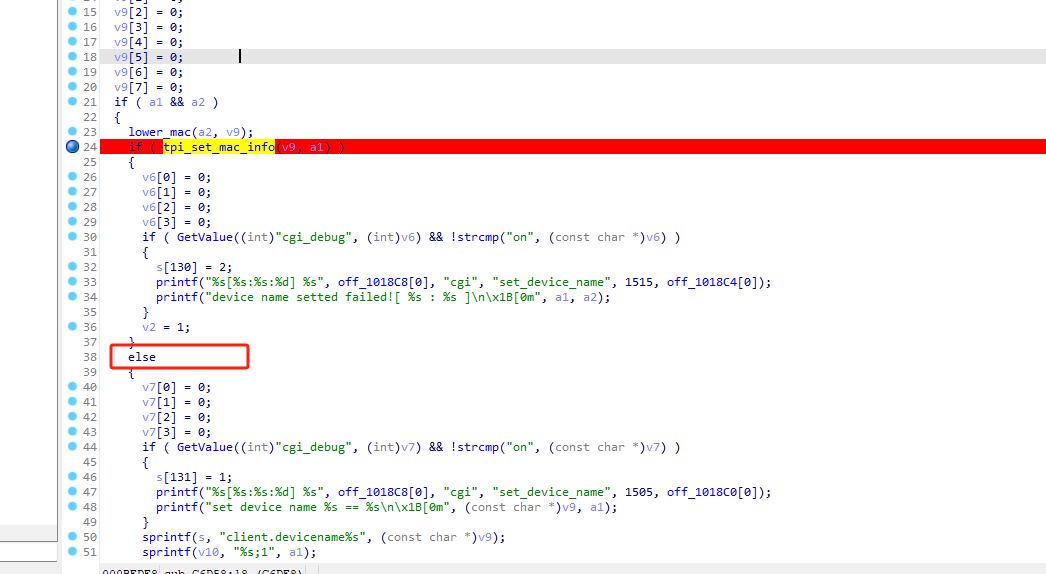 15 v9[2] = 0;
16 v9[3] = 0;
17 v9[4] = 0;
18 v9[5] = 0;
19 v9[6] = 0;
20 v9[7] = 0;
21 if ( a1 && a2 )
22 {
23 lower_mac(a2, v9);
24 if ( tpi_set_mac_info(v9, a1) )
25 {
26 v6[0] = 0;
27 v6[1] = 0;
28 v6[2] = 0;
29 v6[3] = 0;
30 if ( GetValue((int)"cgi_debug", (int)v6) && !strcmp("on", (const char *)v6) )
31 {
32 s[130] = 2;
33 printf("%s[%s:%s:%d] %s", off_1018C8[0], "cgi", "set_device_name", 1515, off_1018C4[0]);
34 printf("device name setted failed![ %s : %s ]\n\x1B[0m", a1, a2);
35 }
36 v2 = 1;
37 }
38 else
39 {
40 v7[0] = 0;
41 v7[1] = 0;
42 v7[2] = 0;
43 v7[3] = 0;
44 if ( GetValue((int)"cgi_debug", (int)v7) && !strcmp("on", (const char *)v7) )
45 {
46 s[131] = 1;
47 printf("%s[%s:%s:%d] %s", off_1018C8[0], "cgi", "set_device_name", 1505, off_1018C0[0]);
48 printf("set device name %s == %s\n\x1B[0m", (const char *)v9, a1);
49 }
50 sprintf(s, "client.devicename%s", (const char *)v9);
51 sprintf(v10, "%s;1", a1);